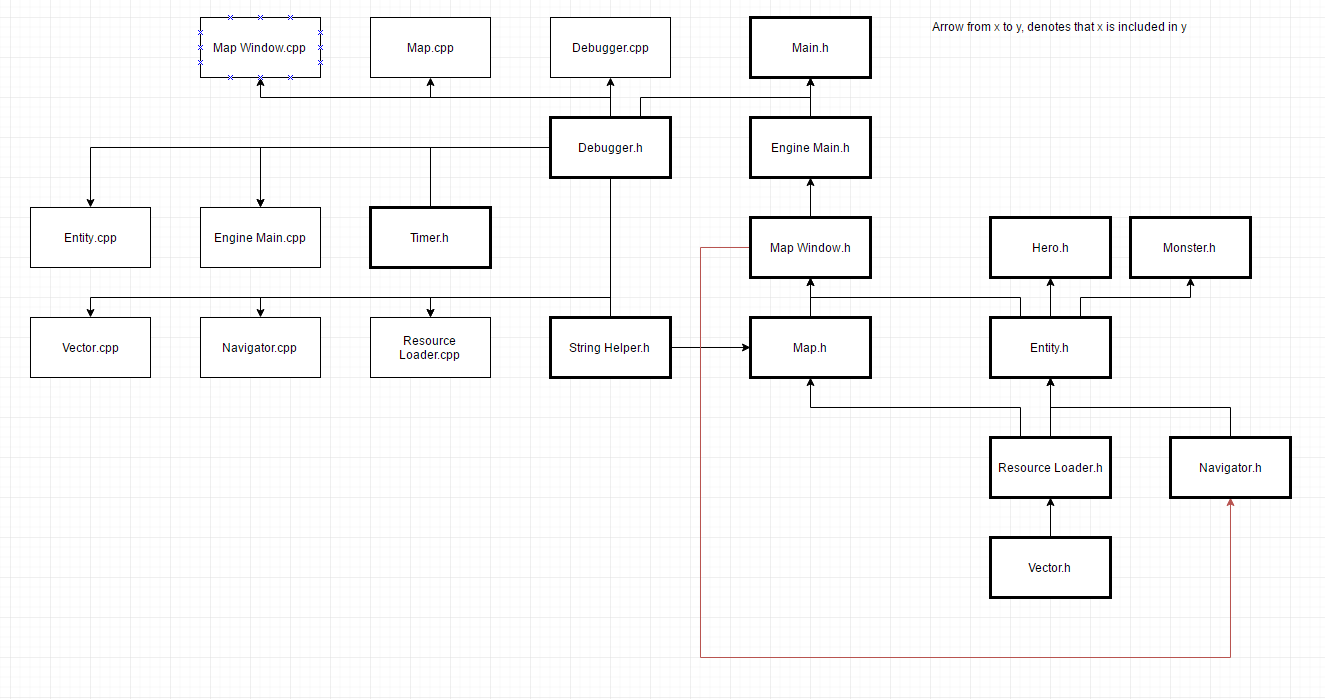 Map Window.cpp
Map.cpp
Debugger.cpp
Main.h
Arrow from x to y, denotes that x is included in y
Debugger.h
Engine Main.h
Entity.cpp
Engine Main.cpp
Timer.h
Map Window.h
Hero.h
Monster.h
Vector.cpp
Navigator.cpp
Resource
Loader.cpp
String Helper.h
Map.h
Entity.h
Resource Loader.h
Navigator.h
Vector.h